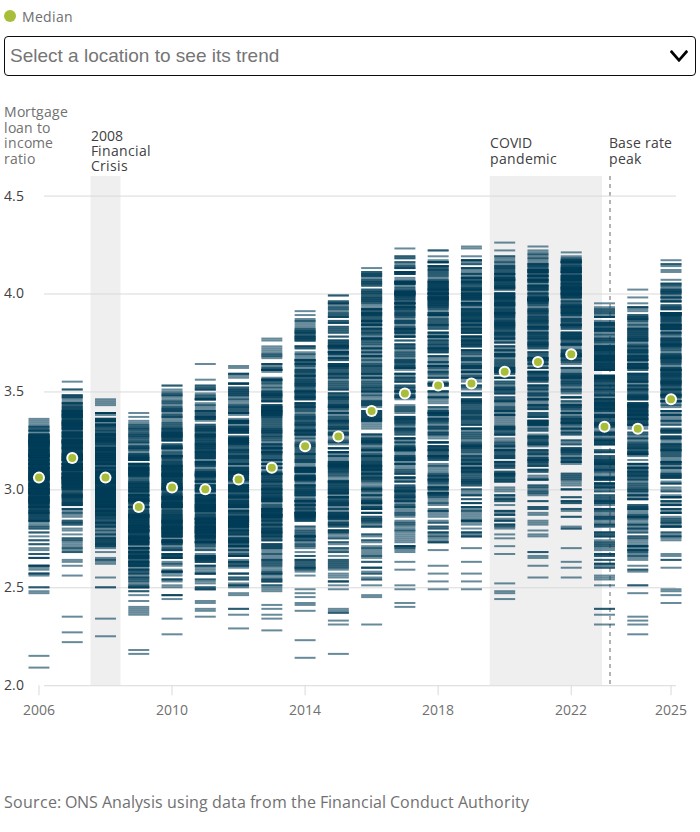 Median
Select a location to see its trend
Mortgage
loan to
income
ratio
2008
Financial
Crisis
COVID
pandemic
Base rate
peak
4.5
4.0
3.5
3.0
2.5
2.0
2006
2010
2014
2018
2022
2025
Source: ONS Analysis using data from the Financial Conduct Authority